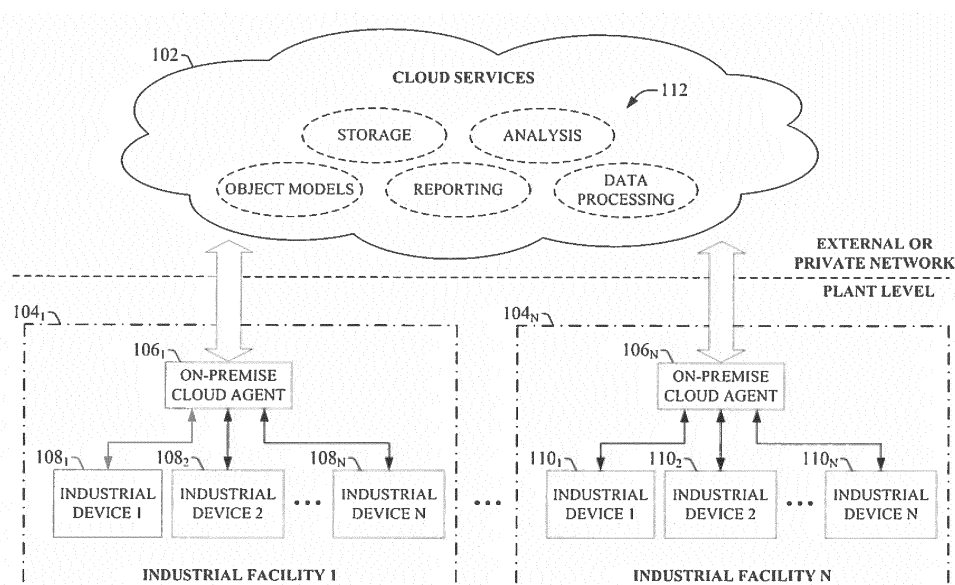 102
CLOUD SERVICES
112
STORAGE
ANALYSIS
OBJECT MODELS
REPORTING
DATA
PROCESSING
EXTERNAL OR
PRIVATE NETWORK
PLANT LEVEL
104₁
104N
106₁
ON-PREMISE
CLOUD AGENT
106N
ON-PREMISE
CLOUD AGENT
108₁
INDUSTRIAL
DEVICE 1
108₂
INDUSTRIAL
DEVICE 2
...
108N
INDUSTRIAL
DEVICE N
...
110₁
INDUSTRIAL
DEVICE 1
110₂
INDUSTRIAL
DEVICE 2
...
110N
INDUSTRIAL
DEVICE N
INDUSTRIAL FACILITY 1
INDUSTRIAL FACILITY N